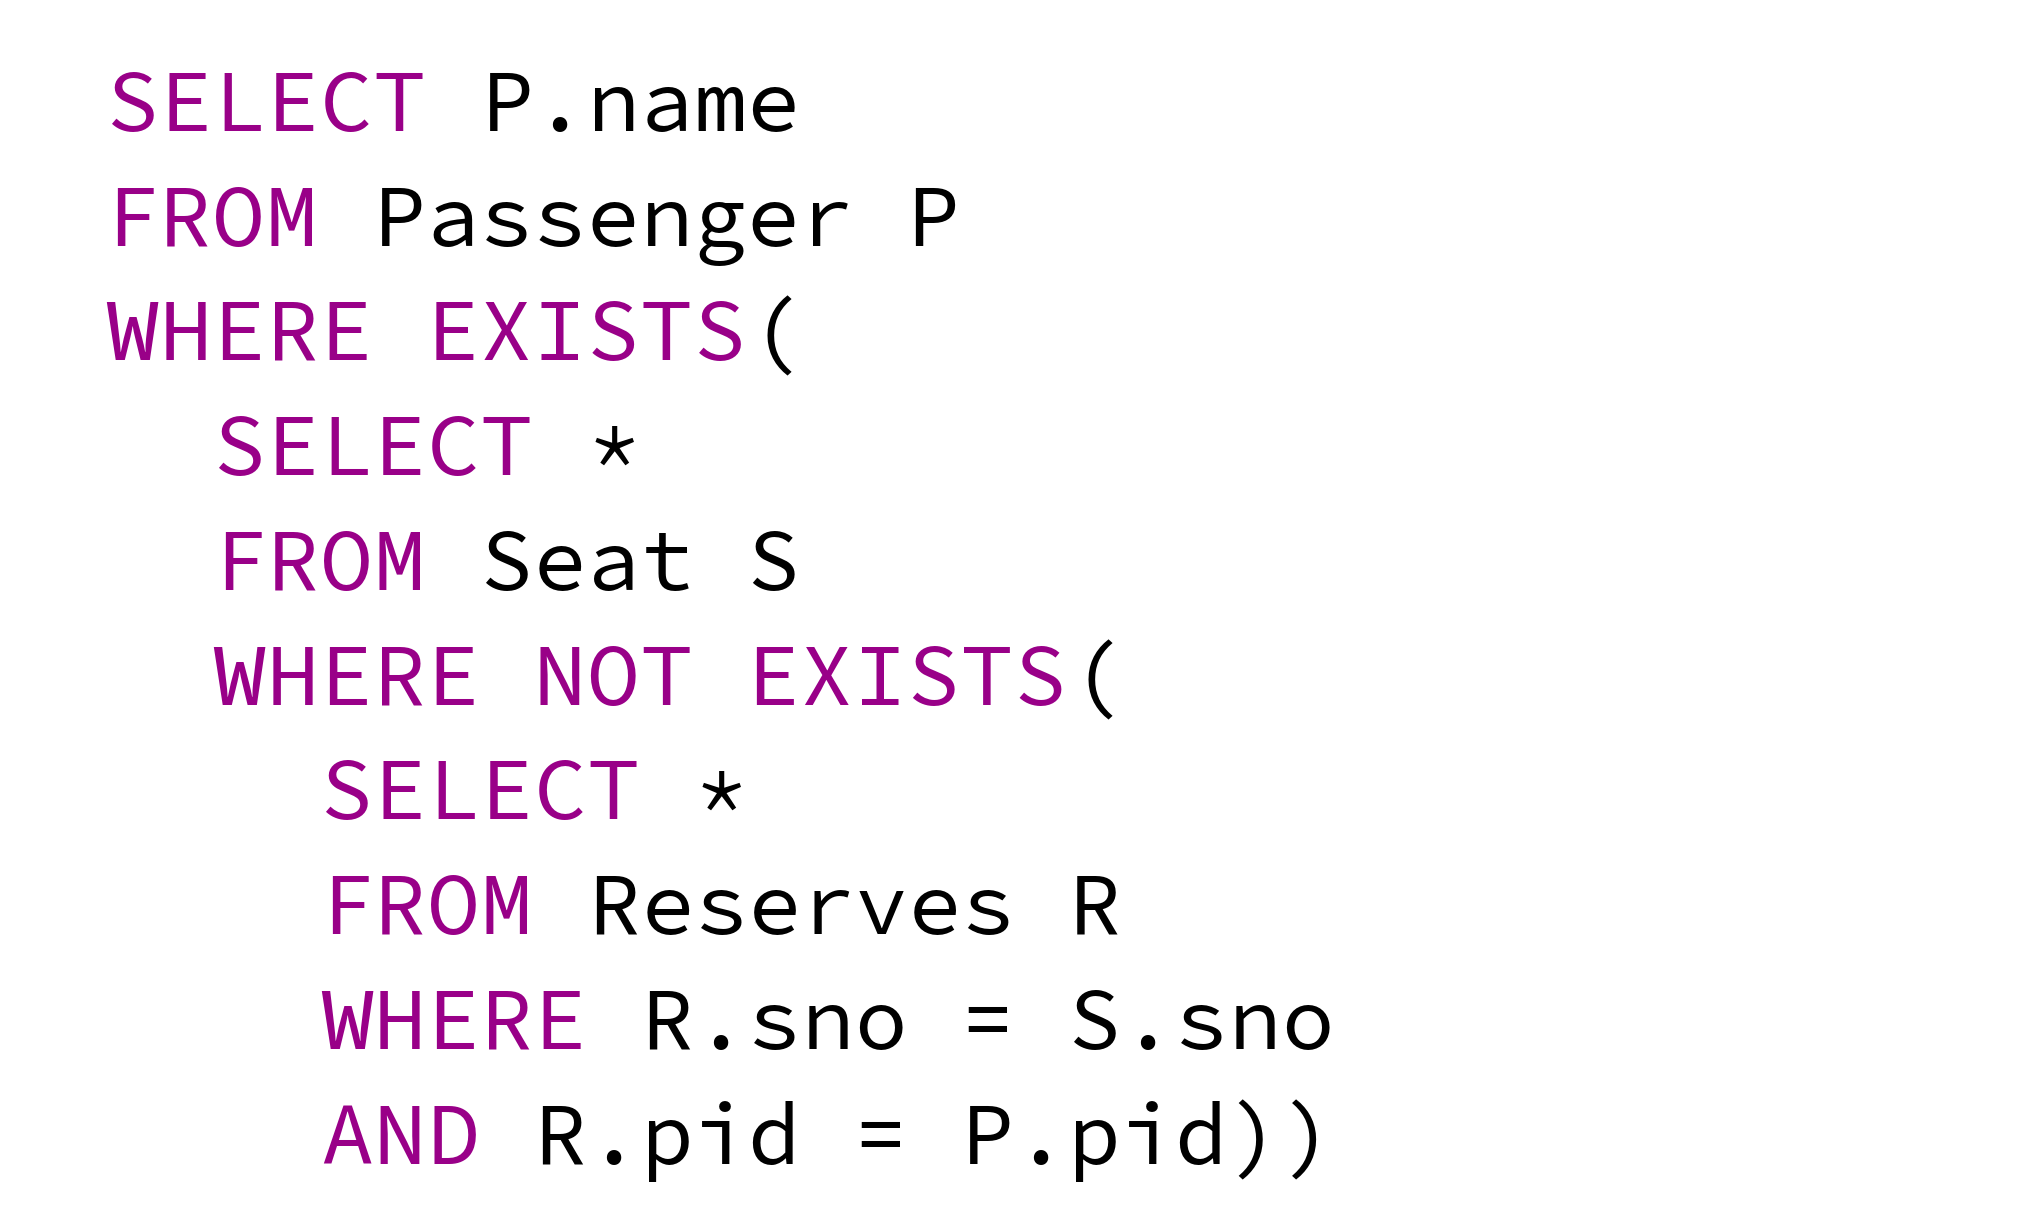 SELECT P.name
FROM Passenger P
WHERE EXISTS(
SELECT *
FROM Seat S
WHERE NOT EXISTS(
SELECT *
FROM Reserves R
WHERE R.sno = S.sno
AND R.pid = P.pid))